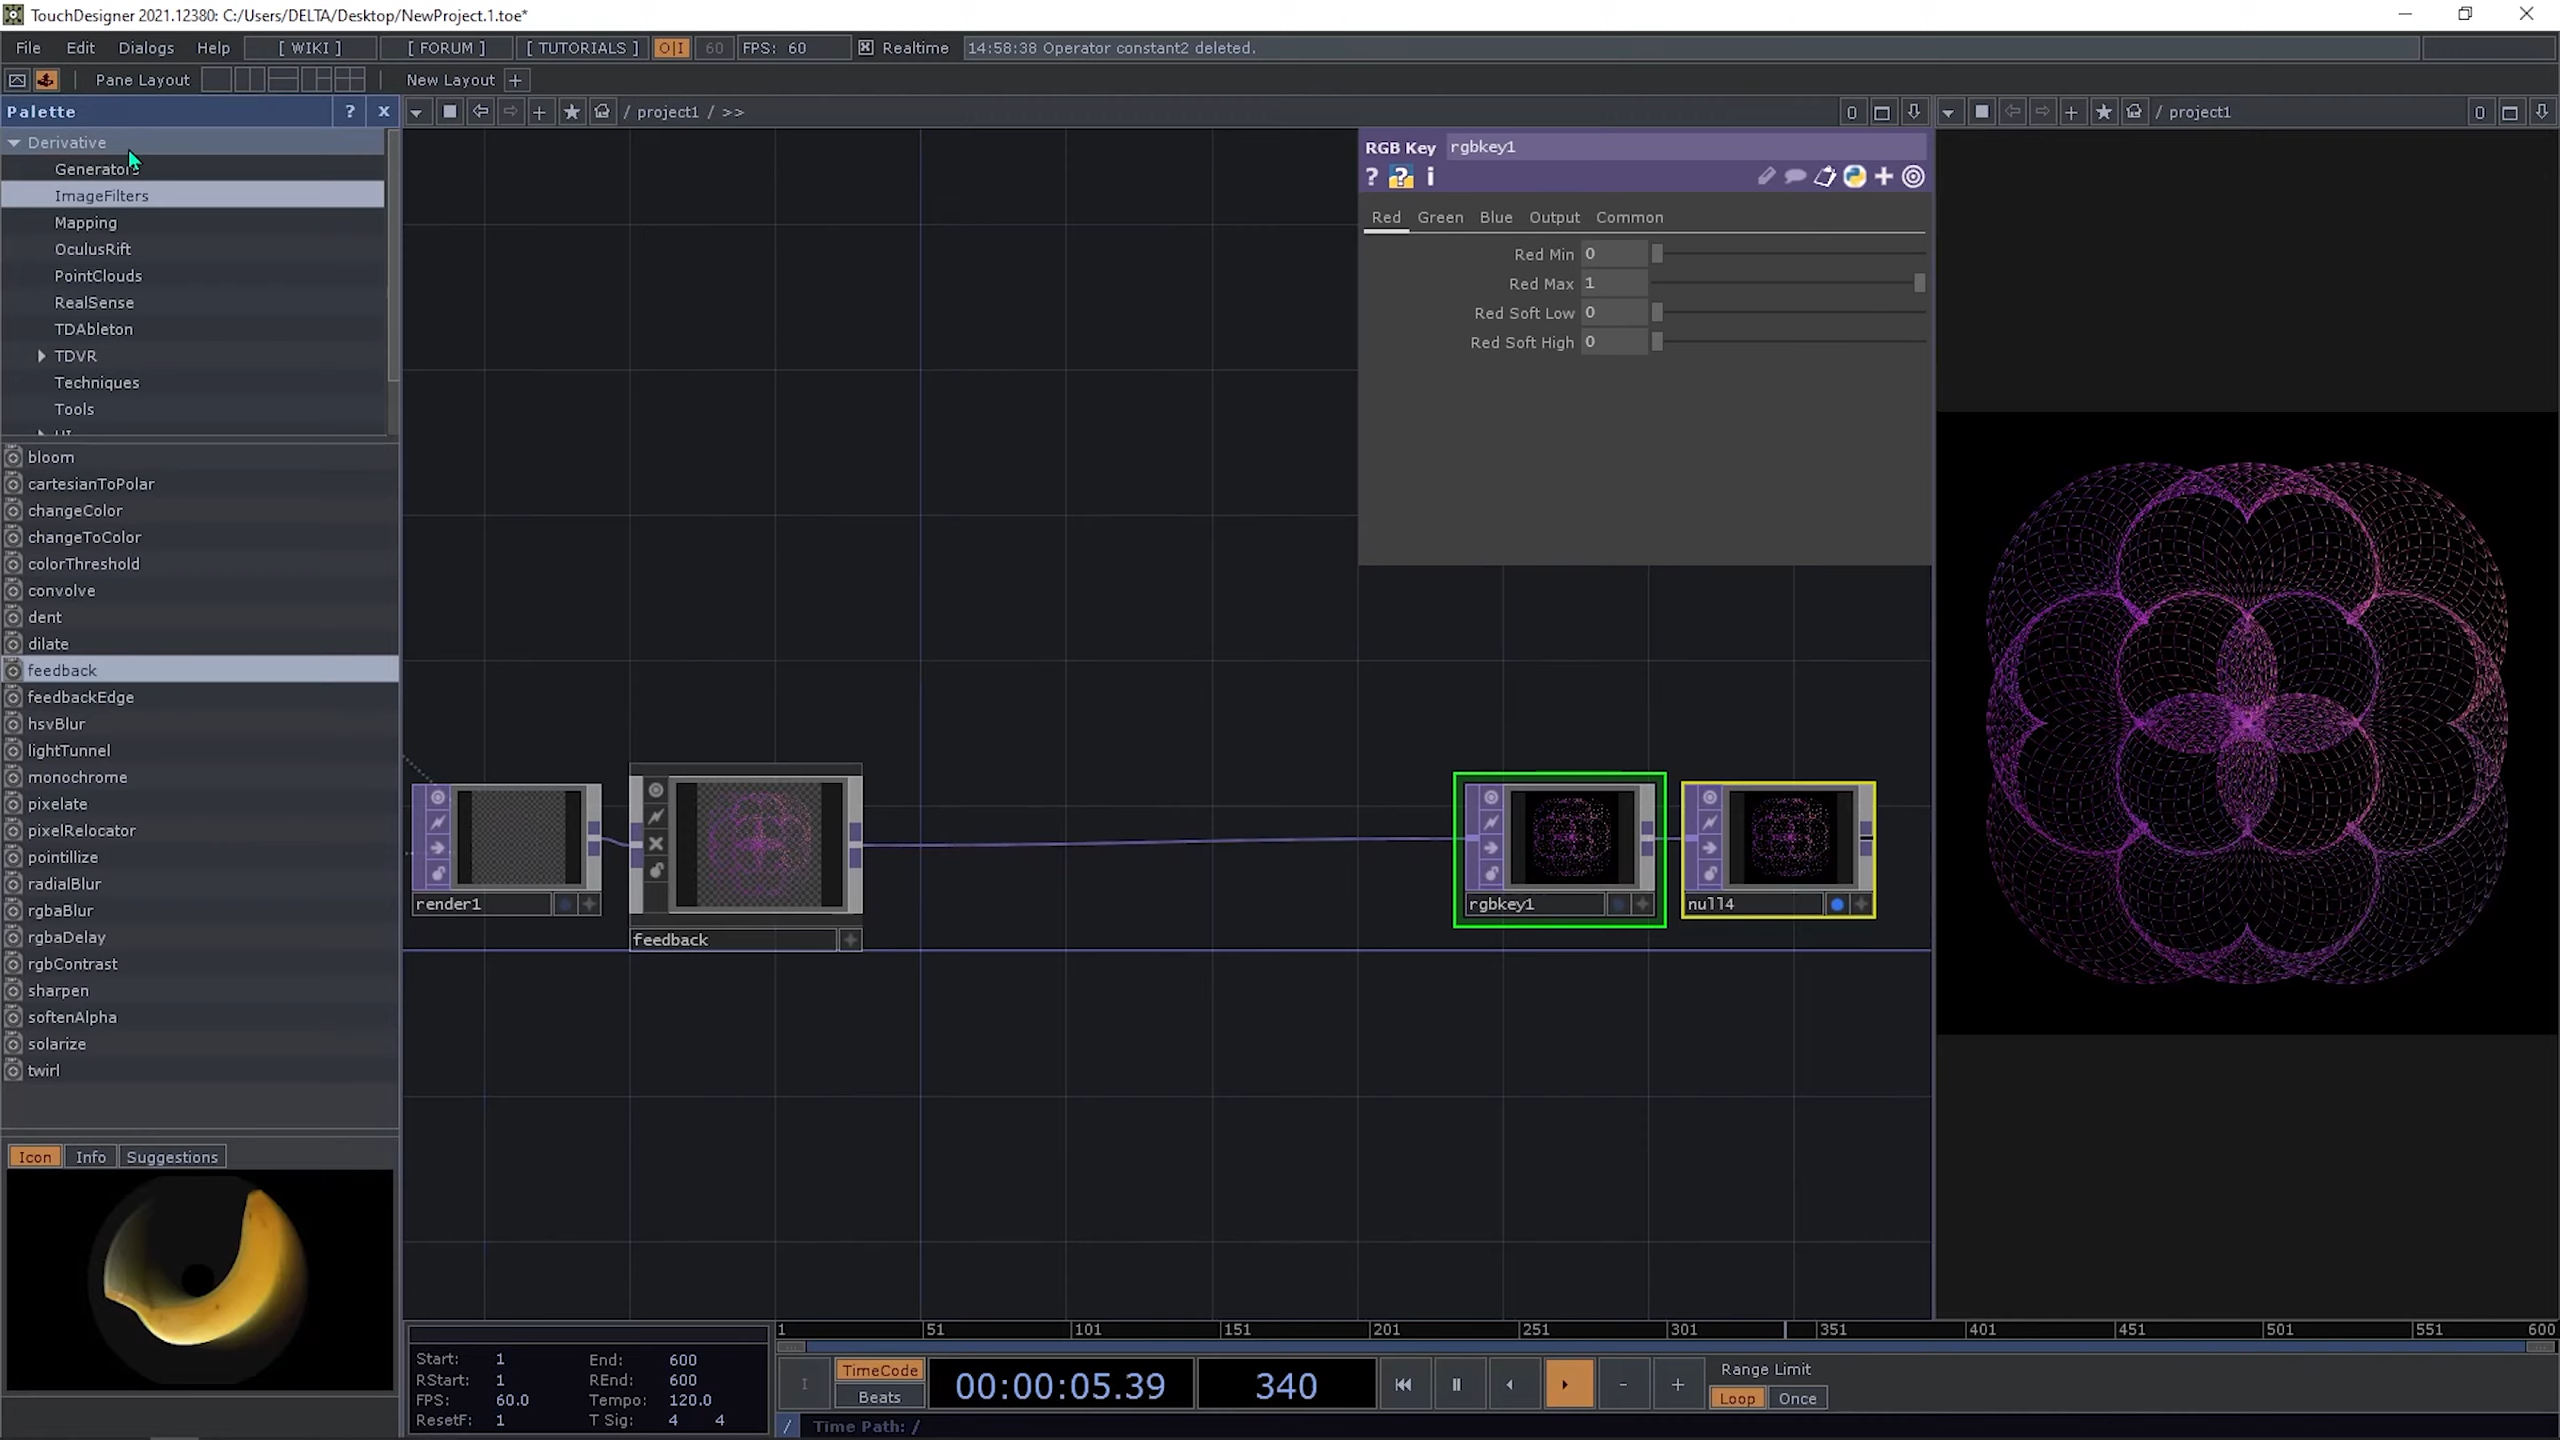 TouchDesigner 2021.12380: C:/Users/DELTA/Desktop/NewProject.1.toe*
File Edit Dialogs Help [ WIKI ] [ FORUM ] [ TUTORIALS ] O|I 60 FPS: 60 Realtime 14:58:38 Operator constant2 deleted.
Pane Layout New Layout +
Palette ? x
/ project1 / >>
0
/ project1
0
Derivative
Generators
ImageFilters
Mapping
OculusRift
PointClouds
RealSense
TDAbleton
TDVR
Techniques
Tools
UI
bloom
cartesianToPolar
changeColor
changeToColor
colorThreshold
convolve
dent
dilate
feedback
feedbackEdge
hsvBlur
lightTunnel
monochrome
pixelate
pixelRelocator
pointillize
radialBlur
rgbaBlur
rgbaDelay
rgbContrast
sharpen
softenAlpha
solarize
twirl
Icon Info Suggestions
RGB Key rgbkey1
? ? i
Red Green Blue Output Common
Red Min 0
Red Max 1
Red Soft Low 0
Red Soft High 0
render1
feedback
rgbkey1
null4
1 51 101 151 201 251 301 351 401 451 501 551 600
Start: 1 End: 600
RStart: 1 REnd: 600
FPS: 60.0 Tempo: 120.0
ResetF: 1 T Sig: 4 4
TimeCode
Beats
00:00:05.39
340
Range Limit
Loop Once
/ Time Path: /